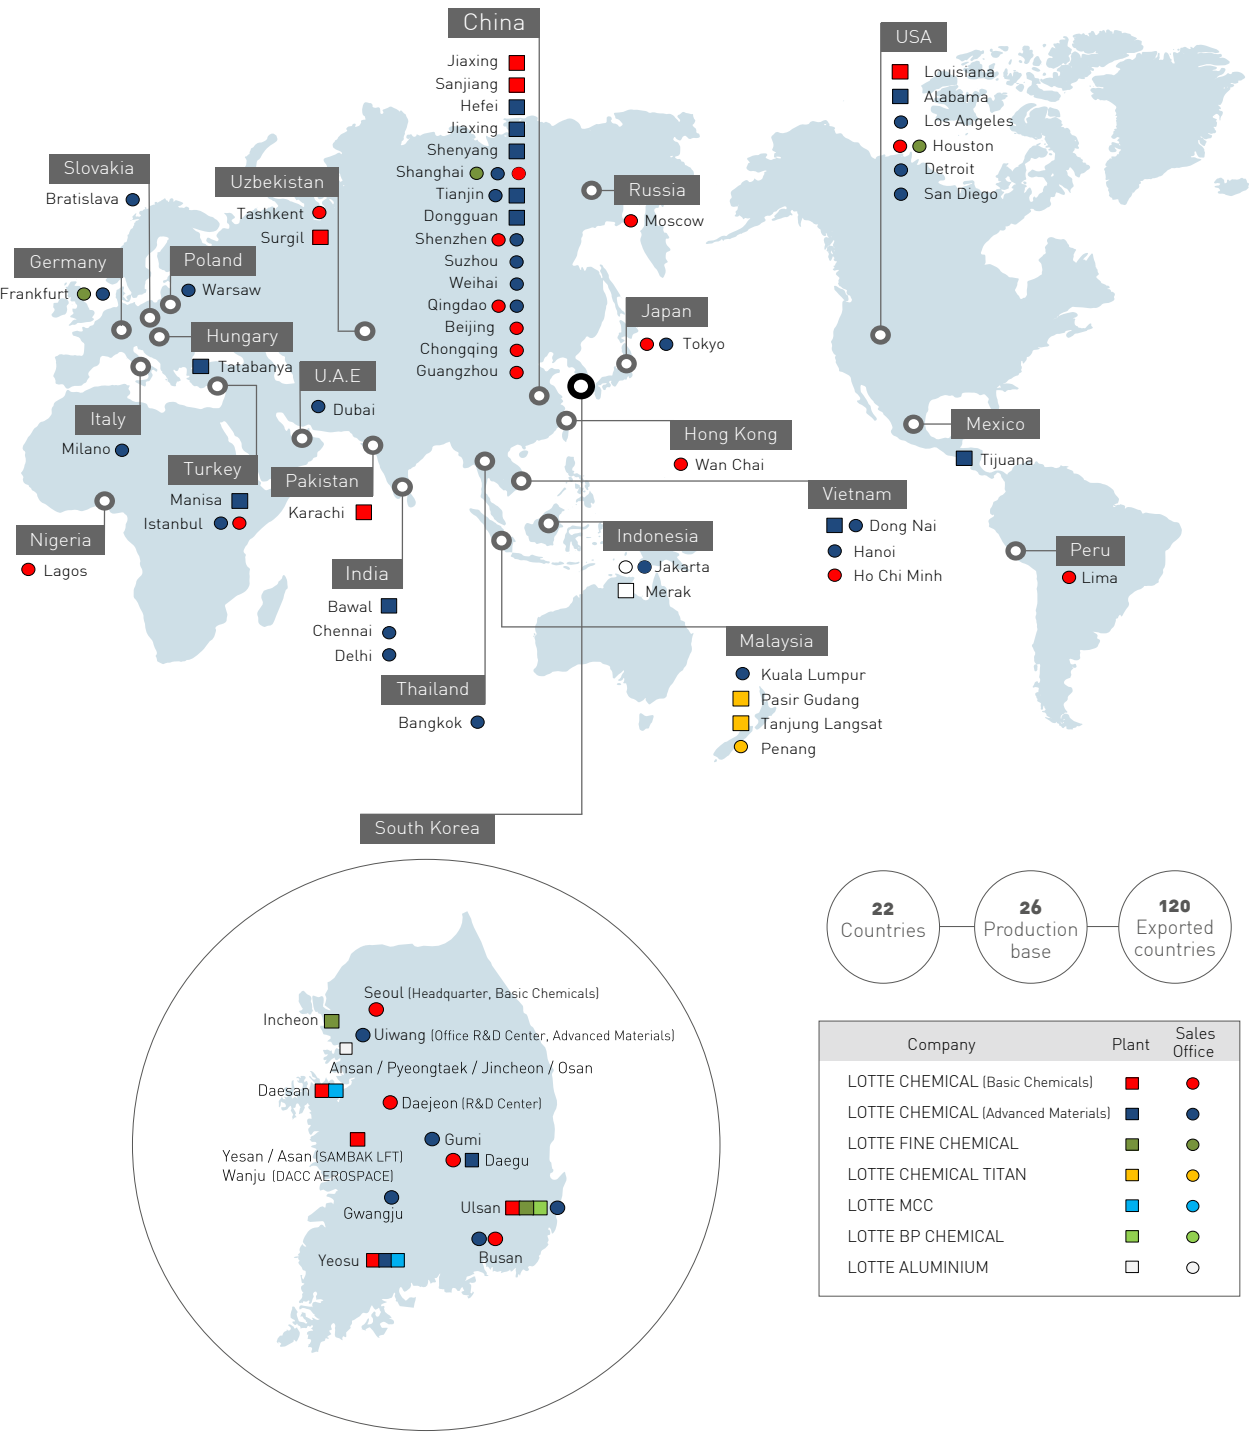 China
Jiaxing
Sanjiang
Hefei
Jiaxing
Shenyang
Shanghai
Tianjin
Dongguan
Shenzhen
Suzhou
Weihai
Qingdao
Beijing
Chongqing
Guangzhou
USA
Louisiana
Alabama
Los Angeles
Houston
Detroit
San Diego
Slovakia
Bratislava
Uzbekistan
Tashkent
Surgil
Russia
Moscow
Germany
Frankfurt
Poland
Warsaw
Hungary
Tatabanya
Japan
Tokyo
U.A.E
Dubai
Italy
Milano
Turkey
Manisa
Istanbul
Pakistan
Karachi
Hong Kong
Wan Chai
Mexico
Tijuana
Nigeria
Lagos
India
Bawal
Chennai
Delhi
Indonesia
Jakarta
Merak
Vietnam
Dong Nai
Hanoi
Ho Chi Minh
Peru
Lima
Malaysia
Kuala Lumpur
Pasir Gudang
Tanjung Langsat
Penang
Thailand
Bangkok
South Korea
Seoul (Headquarter, Basic Chemicals)
Incheon
Uiwang (Office R&D Center, Advanced Materials)
Ansan / Pyeongtaek / Jincheon / Osan
Daesan
Daejeon (R&D Center)
Gumi
Yesan / Asan (SAMBAK LFT)
Wanju (DACC AEROSPACE)
Daegu
Gwangju
Ulsan
Busan
Yeosu
22
Countries
26
Production
base
120
Exported
countries
Company Plant Sales
Office
LOTTE CHEMICAL (Basic Chemicals)
LOTTE CHEMICAL (Advanced Materials)
LOTTE FINE CHEMICAL
LOTTE CHEMICAL TITAN
LOTTE MCC
LOTTE BP CHEMICAL
LOTTE ALUMINIUM